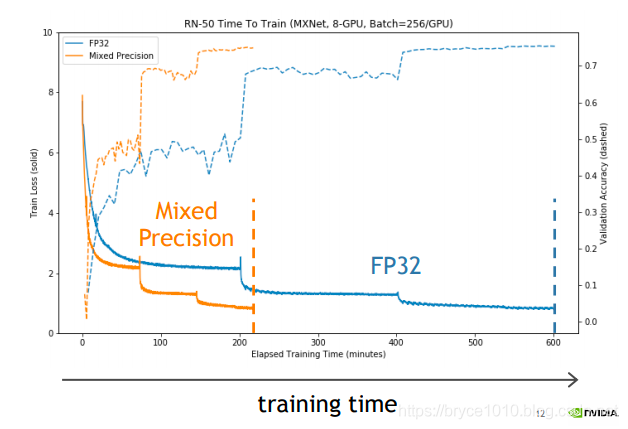 RN-50 Time To Train (MXNet, 8-GPU, Batch=256/GPU)
FP32
Mixed Precision
10
8
6
4
2
0
Train Loss (solid)
0.7
0.6
0.5
0.4
0.3
0.2
0.1
0.0
Validation Accuracy (dashed)
Mixed
Precision
FP32
0
100
200
300
400
500
600
Elapsed Training Time (minutes)
training time
https://bryce1010.blog.
12
NVIDIA.